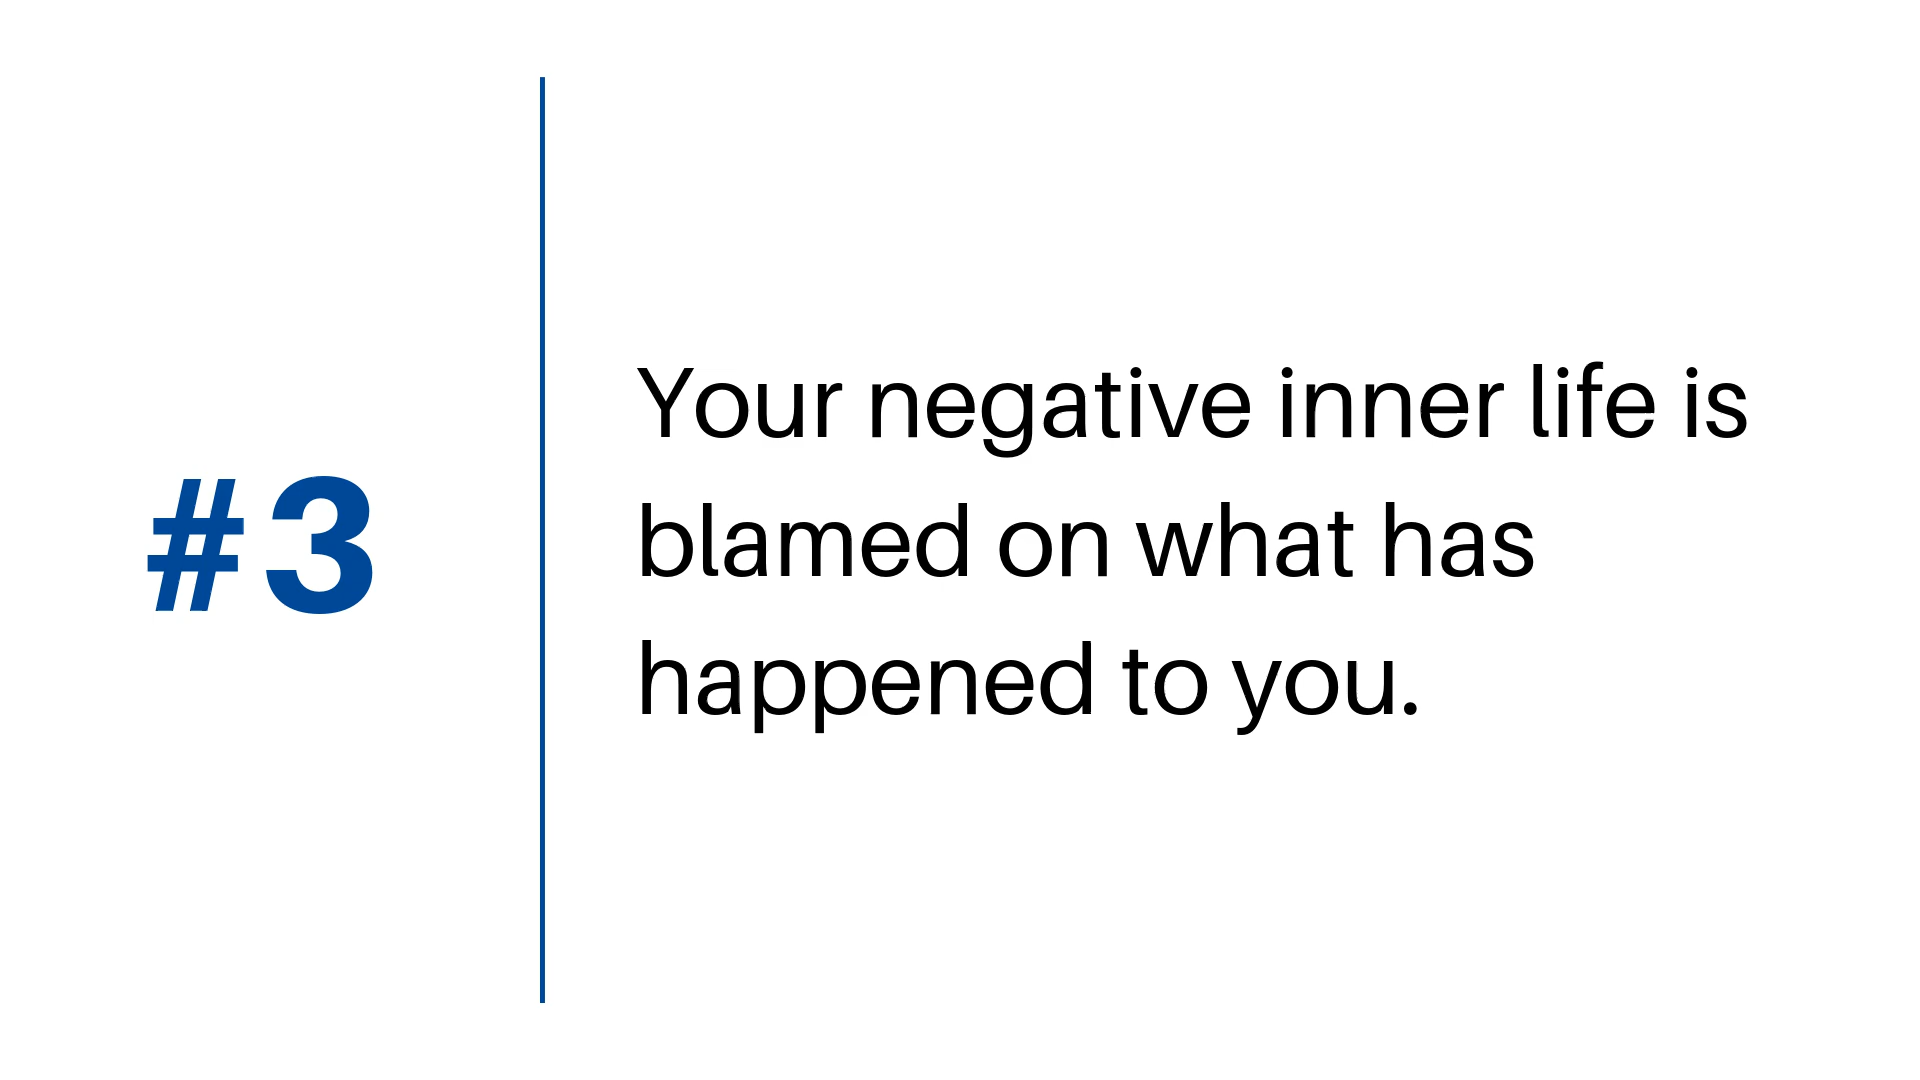 #3
Your negative inner life is
blamed on what has
happened to you.